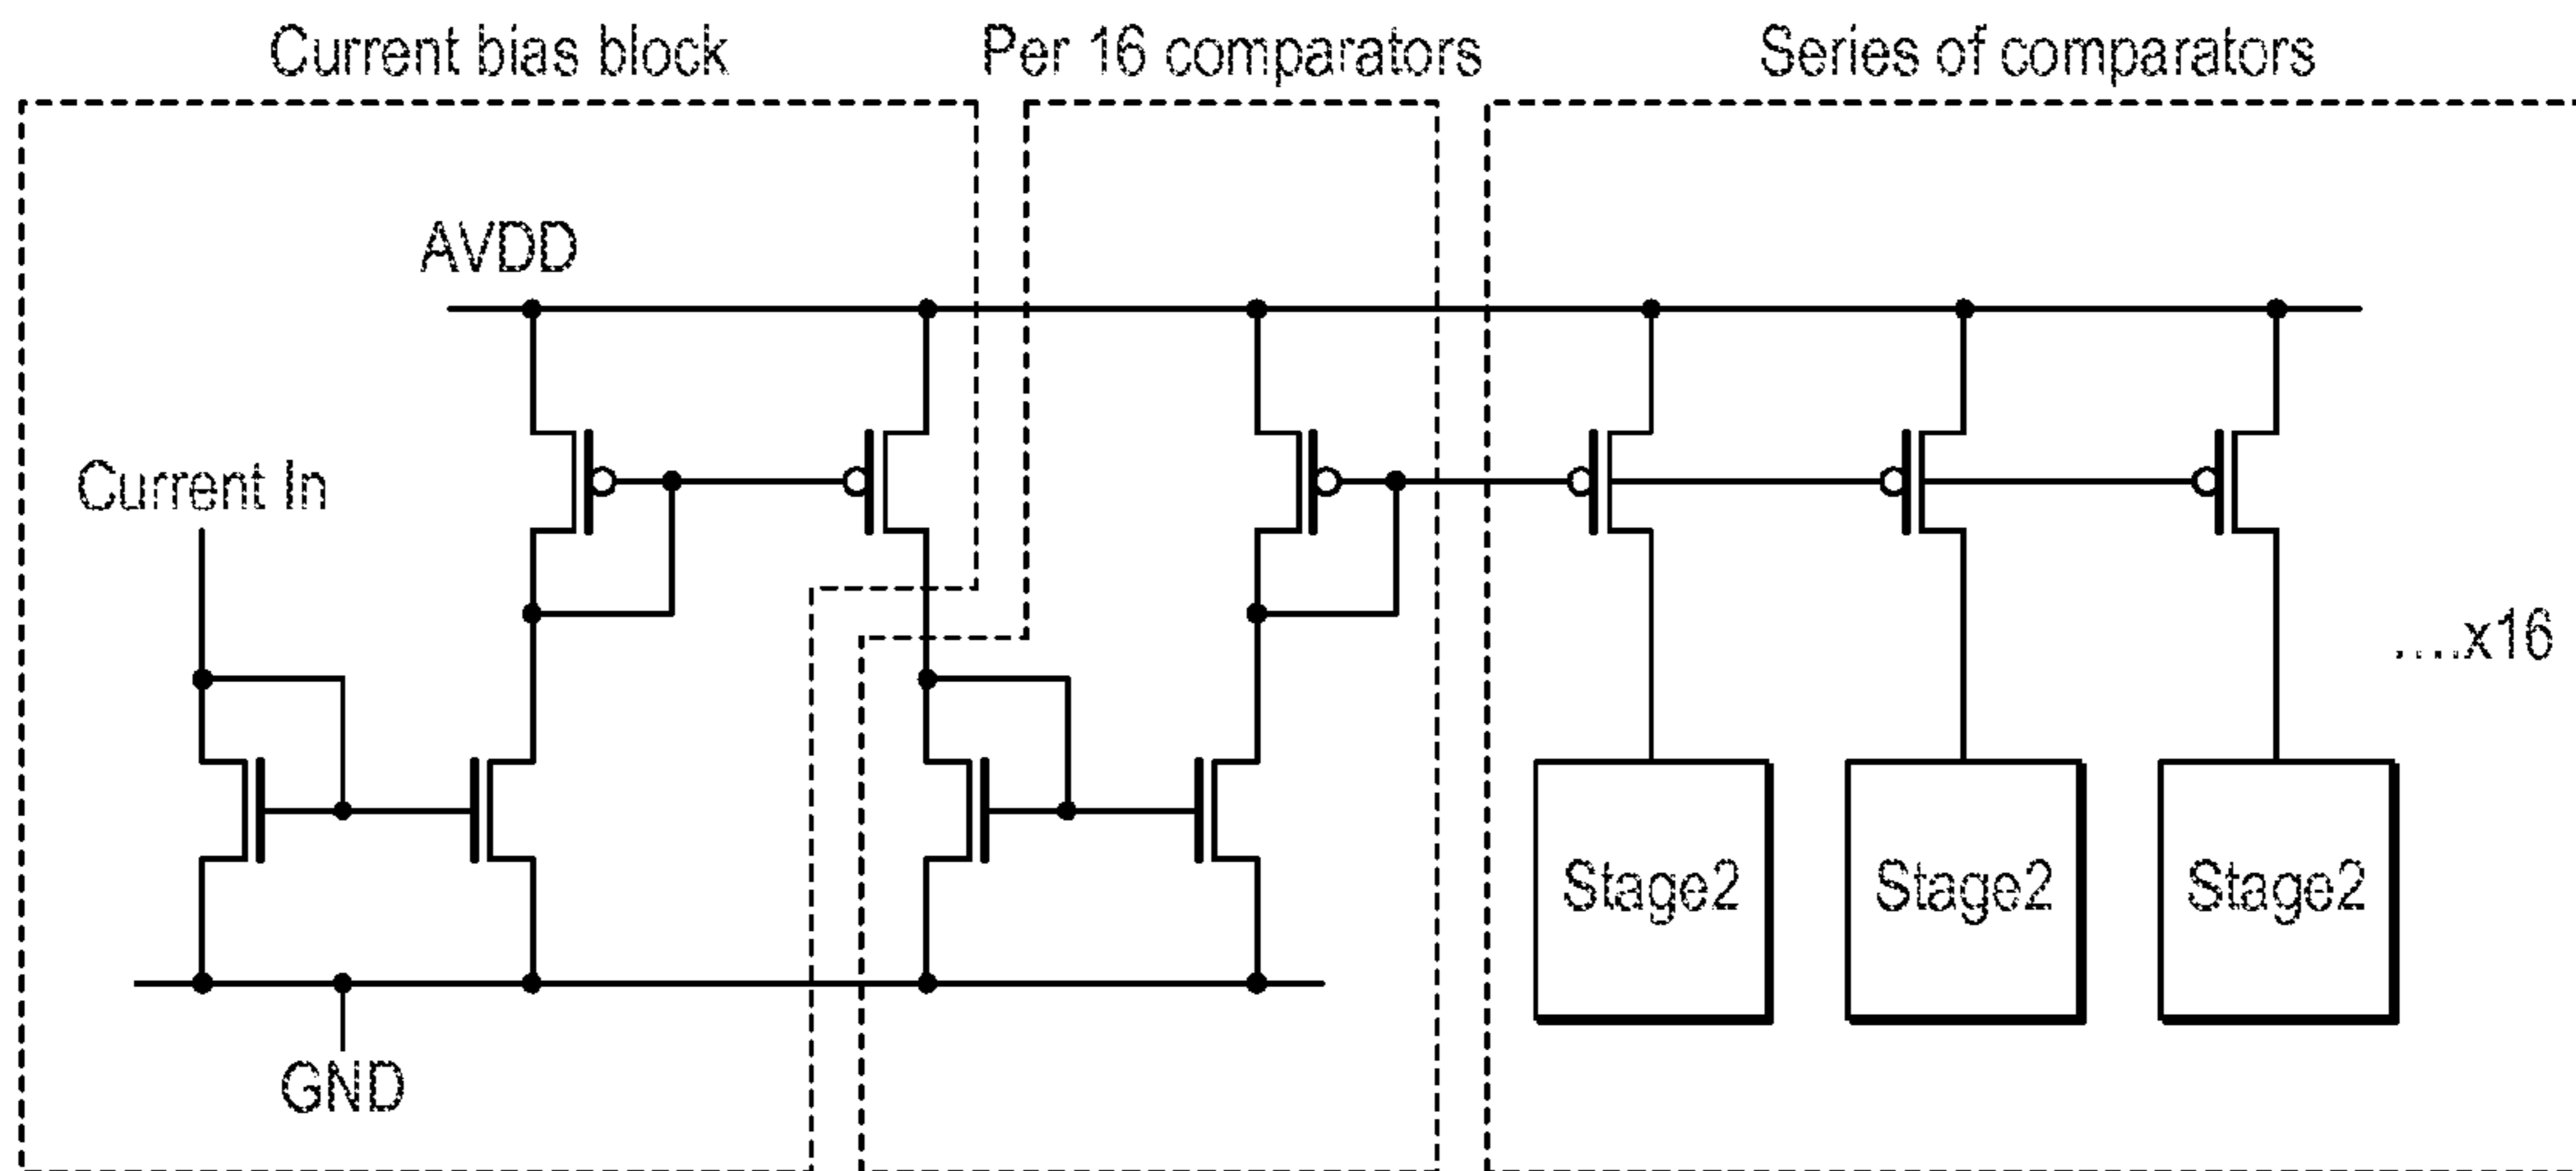 Current bias block
Per 16 comparators
Series of comparators
AVDD
Current In
....x16
Stage2
Stage2
Stage2
GND